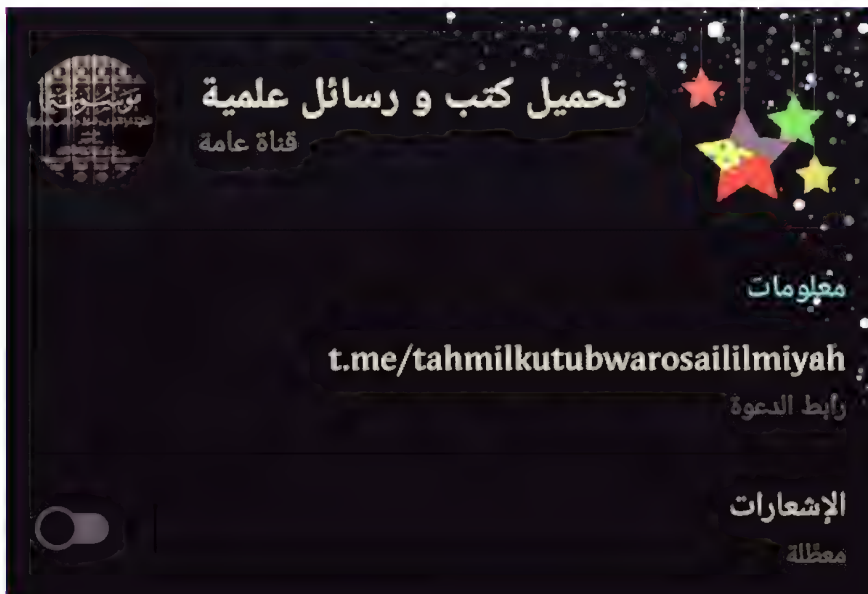 تحميل كتب و رسائل علمية
قناة عامة
معلومات
t.me/tahmilkutubwarosaililmiyah
رابط الدعوة
الإشعارات
معطّلة